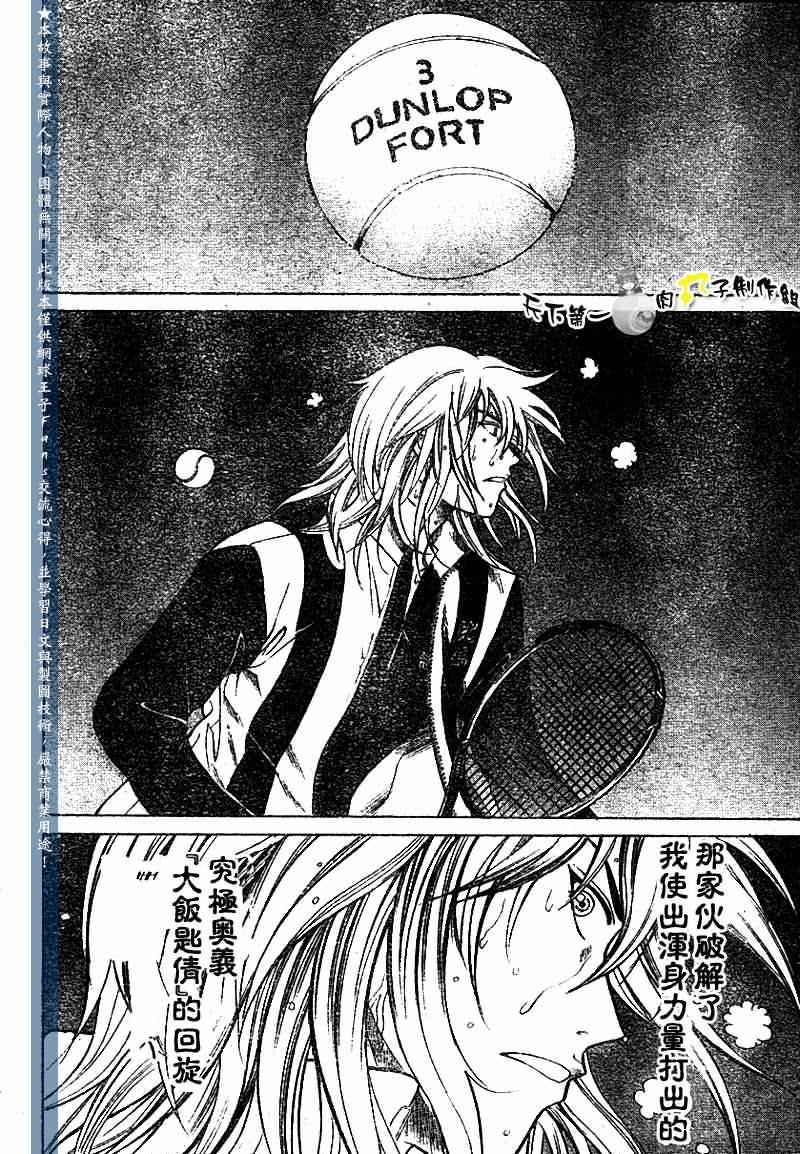 ★本故事與實際人物、團體無關。此版本僅供網球王子Fans交流心得，並學習日文與製圖技術，嚴禁商業用途！
3
DUNLOP
FORT
天下第一肉丸子制作組
那家伙破解了
我使出渾身力量打出的
究極奧義
『大飯匙倩』的回旋